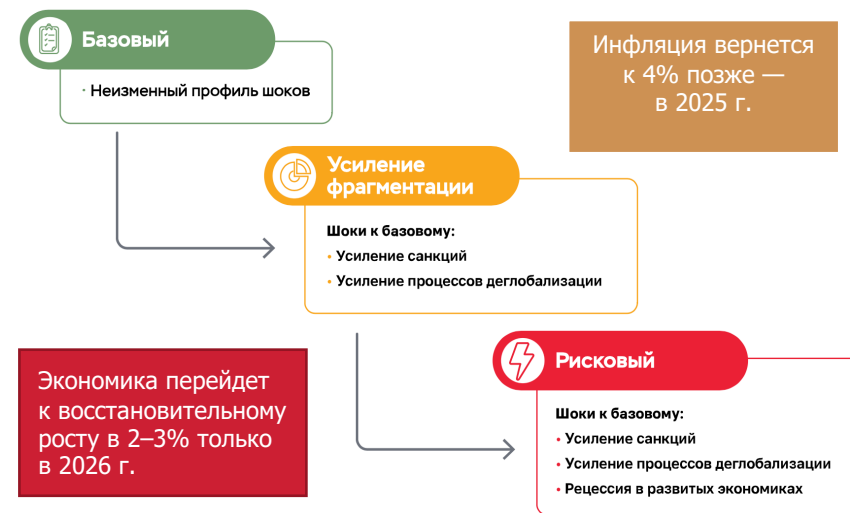 Базовый
· Неизменный профиль шоков
Инфляция вернется
к 4% позже —
в 2025 г.
Усиление
фрагментации
Шоки к базовому:
• Усиление санкций
• Усиление процессов деглобализации
Экономика перейдет
к восстановительному
росту в 2–3% только
в 2026 г.
Рисковый
Шоки к базовому:
• Усиление санкций
• Усиление процессов деглобализации
• Рецессия в развитых экономиках